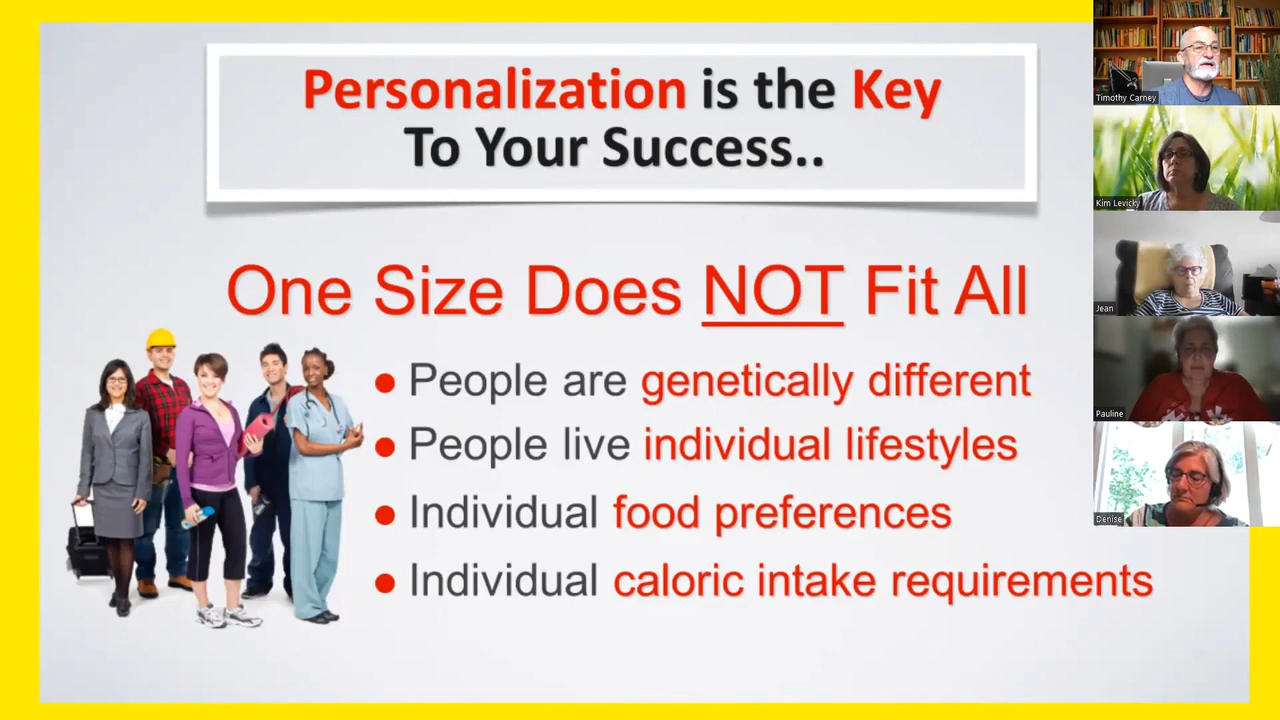 Personalization is the Key
To Your Success..
One Size Does NOT Fit All
● People are genetically different
● People live individual lifestyles
● Individual food preferences
● Individual caloric intake requirements
Timothy Carney
Kim Levicky
Jean
Pauline
Denise